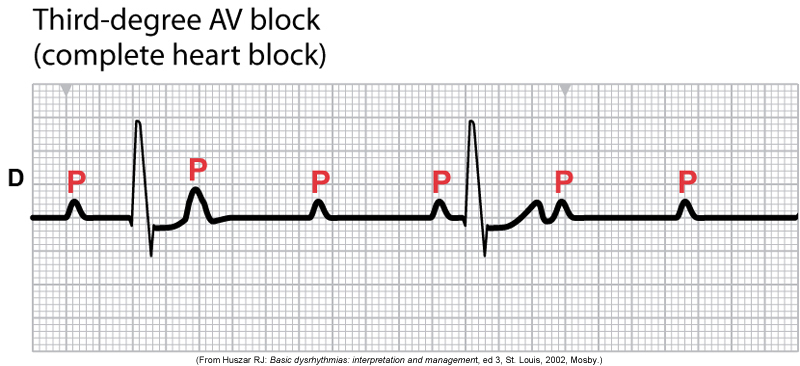 Third-degree AV block
(complete heart block)
D
P P P P P P
(From Huszar RJ: Basic dysrhythmias: interpretation and management, ed 3, St. Louis, 2002, Mosby.)